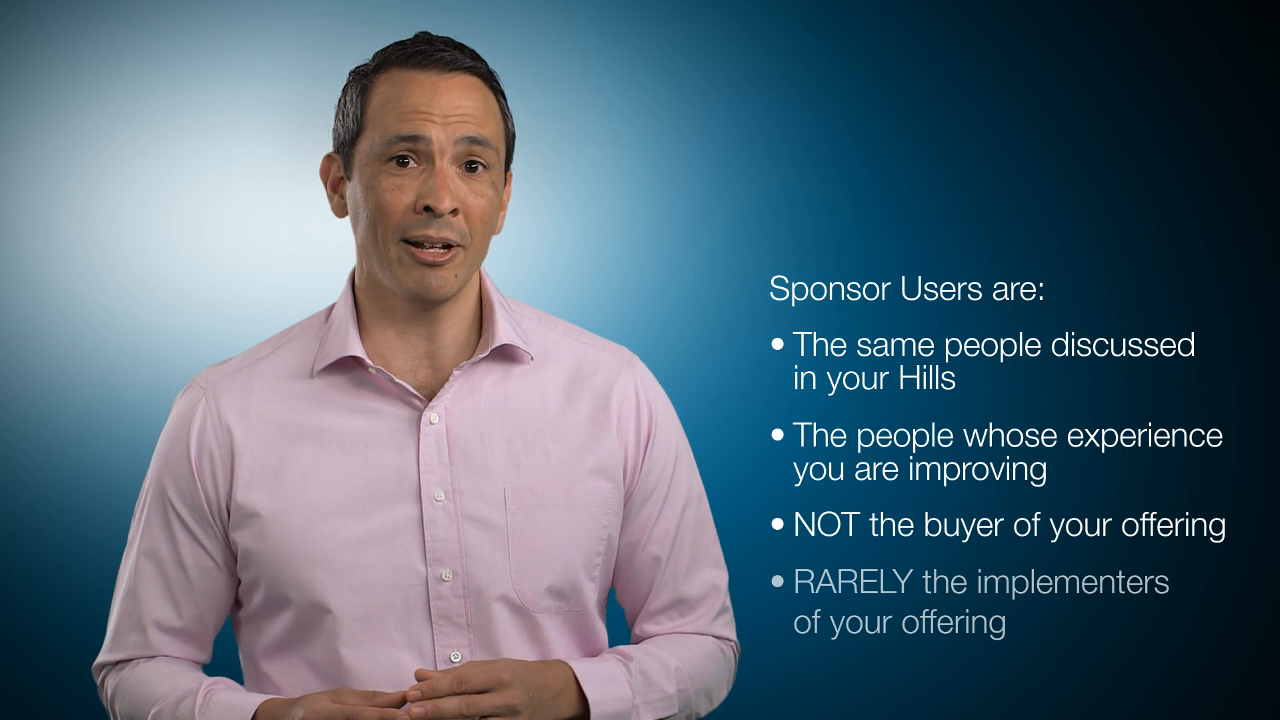 Sponsor Users are:
• The same people discussed
in your Hills
• The people whose experience
you are improving
• NOT the buyer of your offering
• RARELY the implementers
of your offering